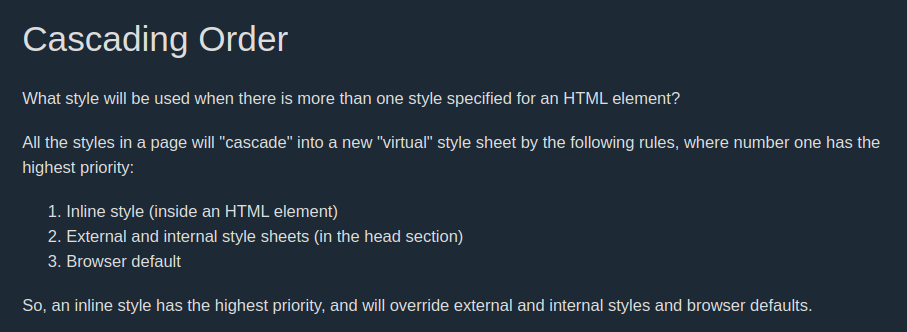 Cascading Order
What style will be used when there is more than one style specified for an HTML element?
All the styles in a page will "cascade" into a new "virtual" style sheet by the following rules, where number one has the
highest priority:
1. Inline style (inside an HTML element)
2. External and internal style sheets (in the head section)
3. Browser default
So, an inline style has the highest priority, and will override external and internal styles and browser defaults.